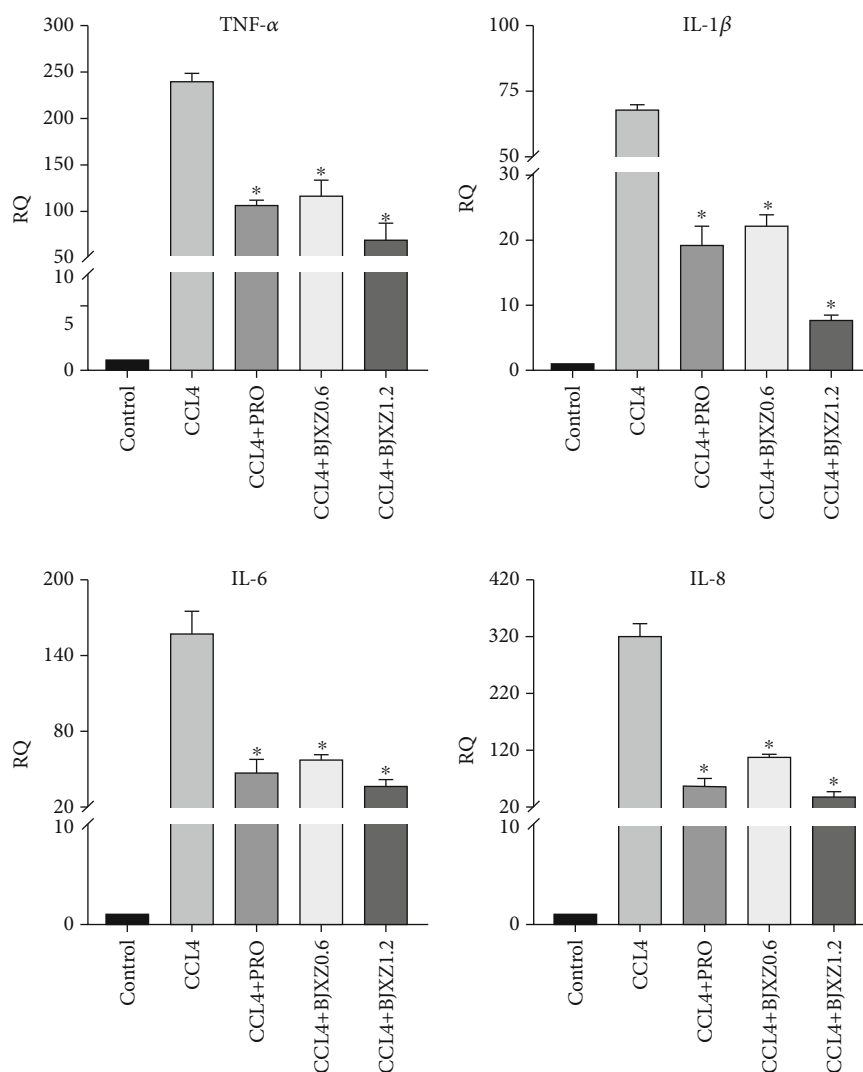 TNF-α
300
250
200
150
100
50
10
5
0
RQ
*
*
*
Control
CCL4
CCL4+PRO
CCL4+BJXZ0.6
CCL4+BJXZ1.2
IL-1β
100
75
50
30
20
10
0
RQ
*
*
*
Control
CCL4
CCL4+PRO
CCL4+BJXZ0.6
CCL4+BJXZ1.2
IL-6
200
140
80
20
10
0
RQ
*
*
*
Control
CCL4
CCL4+PRO
CCL4+BJXZ0.6
CCL4+BJXZ1.2
IL-8
420
320
220
120
20
10
0
RQ
*
*
*
Control
CCL4
CCL4+PRO
CCL4+BJXZ0.6
CCL4+BJXZ1.2